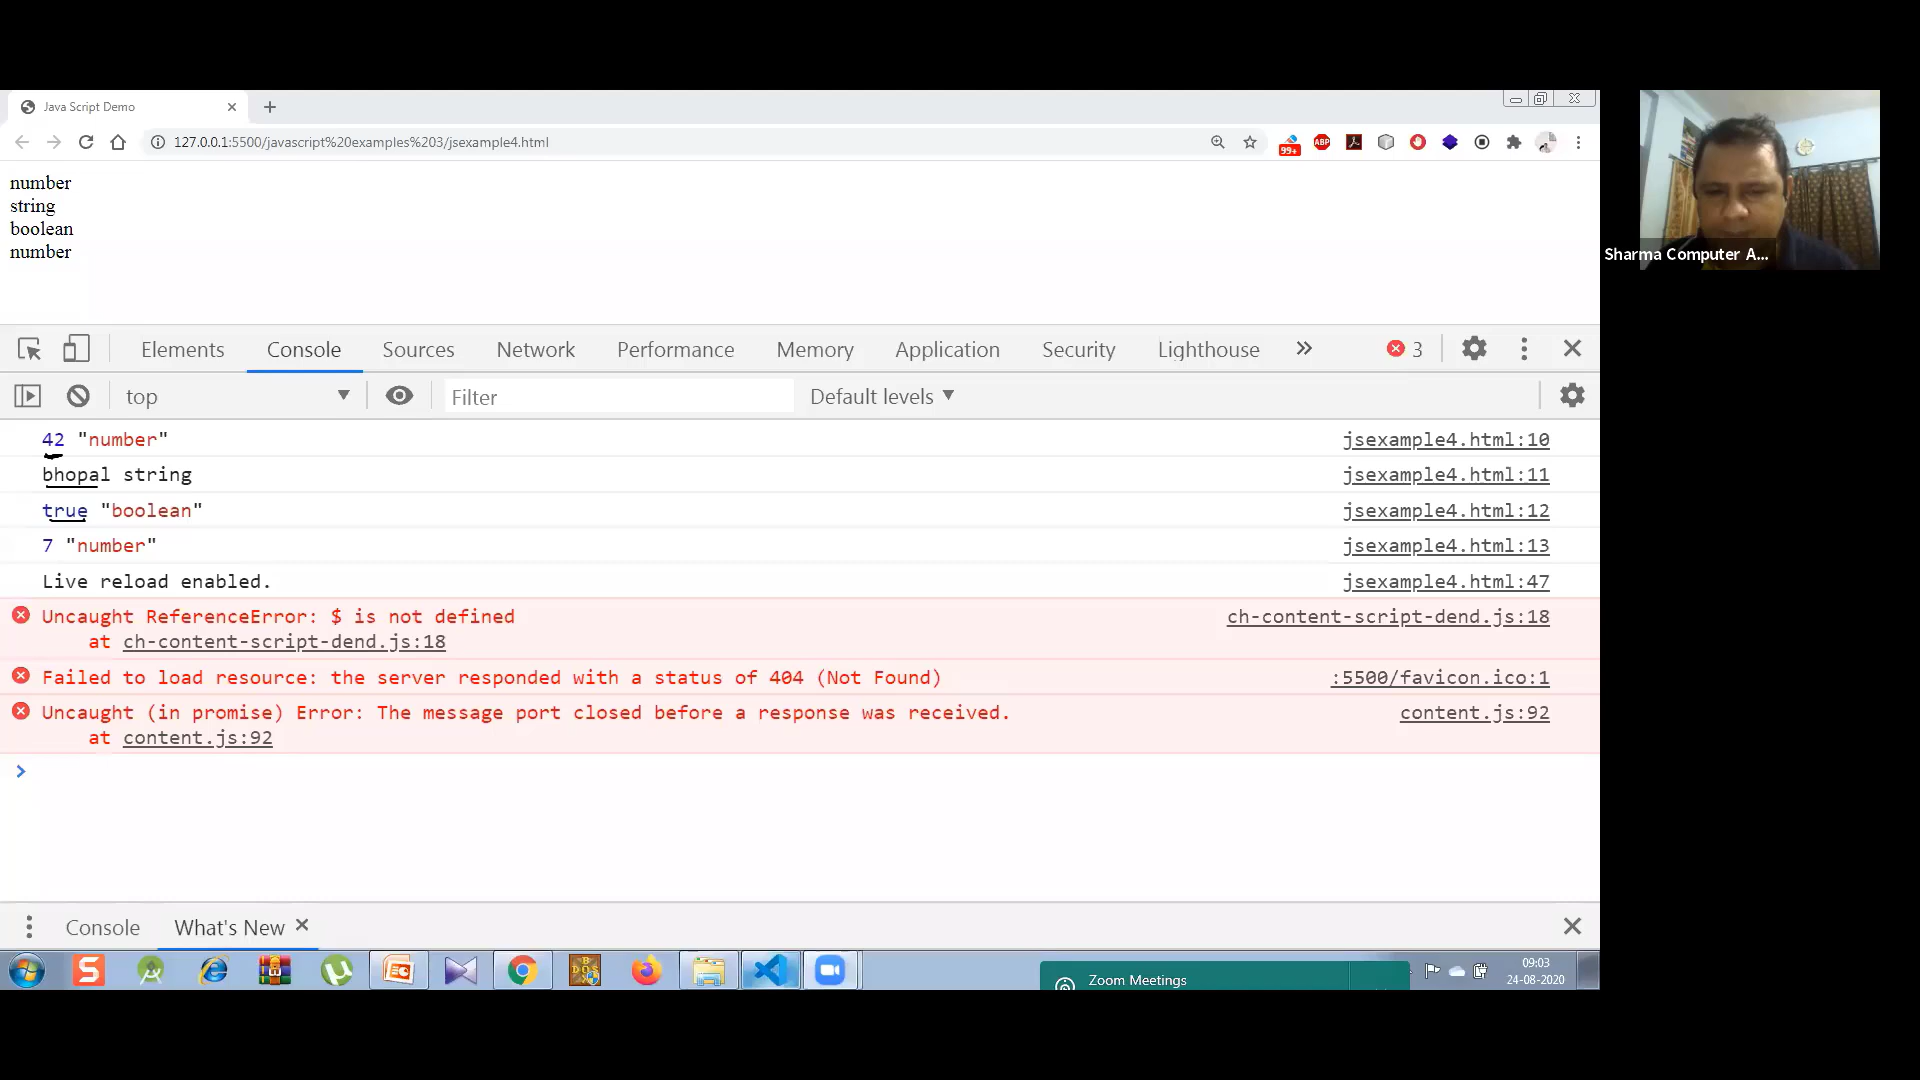 Java Script Demo
127.0.0.1:5500/javascript%20examples%203/jsexample4.html
99+
ABP
number
string
boolean
number
Sharma Computer A...
Elements Console Sources Network Performance Memory Application Security Lighthouse 3
top Filter Default levels
42 "number" jsexample4.html:10
bhopal string jsexample4.html:11
true "boolean" jsexample4.html:12
7 "number" jsexample4.html:13
Live reload enabled. jsexample4.html:47
Uncaught ReferenceError: $ is not defined ch-content-script-dend.js:18
at ch-content-script-dend.js:18
Failed to load resource: the server responded with a status of 404 (Not Found) :5500/favicon.ico:1
Uncaught (in promise) Error: The message port closed before a response was received. content.js:92
at content.js:92
Console What's New
Zoom Meetings
09:03
24-08-2020